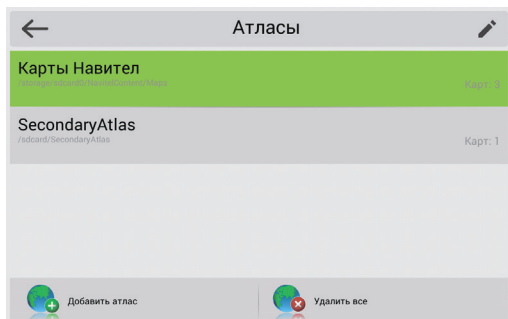 Атласы
Карты Навител
/storage/sdcard0/NavitelContent/Maps
Карт: 3
SecondaryAtlas
/sdcard/SecondaryAtlas
Карт: 1
Добавить атлас
Удалить все